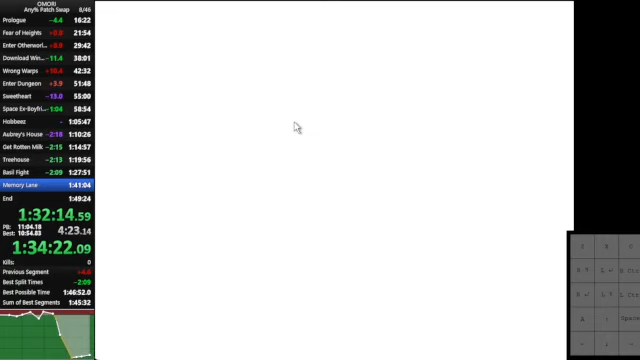 OMORI
Any% Patch Swap 8/46
Prologue −4.4 16:22
Fear of Heights 21:54
Enter Otherworl... 29:42
Download Win... −11.4 38:01
Wrong Warps +10.4 42:32
Enter Dungeon +3.9 51:48
Sweetheart −13.0 55:00
Space Ex-Boyfri... −1:04 58:54
Hobbeez - 1:05:47
Aubrey's House −2:18 1:10:26
Get Rotten Milk −2:15 1:14:57
Treehouse −2:13 1:19:56
Basil Fight −2:09 1:27:51
Memory Lane 1:41:04
End 1:49:24
1:32:14.59
PB: 11:04.18
Best: 10:54.83 4:23.14
1:34:22.09
Kills: 0
Previous Segment
Best Split Times −2:09
Best Possible Time 1:46:52.0
Sum of Best Segments 1:45:32
Space